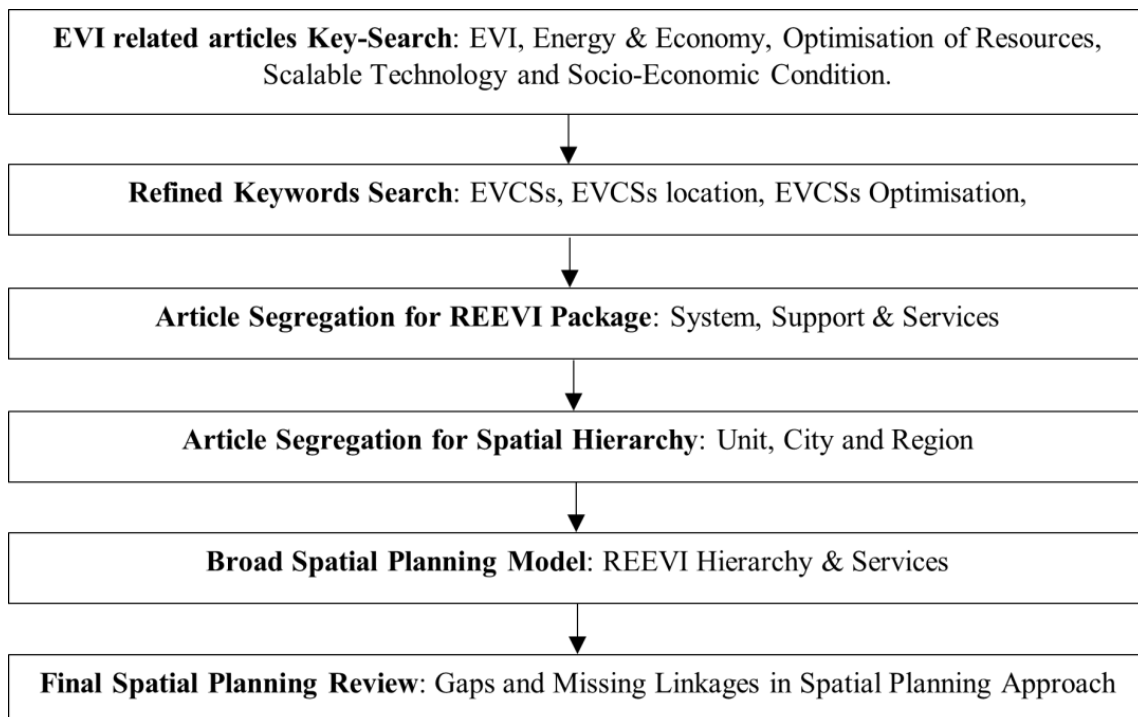 EVI related articles Key-Search: EVI, Energy & Economy, Optimisation of Resources,
Scalable Technology and Socio-Economic Condition.
Refined Keywords Search: EVCSs, EVCSs location, EVCSs Optimisation,
Article Segregation for REEVI Package: System, Support & Services
Article Segregation for Spatial Hierarchy: Unit, City and Region
Broad Spatial Planning Model: REEVI Hierarchy & Services
Final Spatial Planning Review: Gaps and Missing Linkages in Spatial Planning Approach